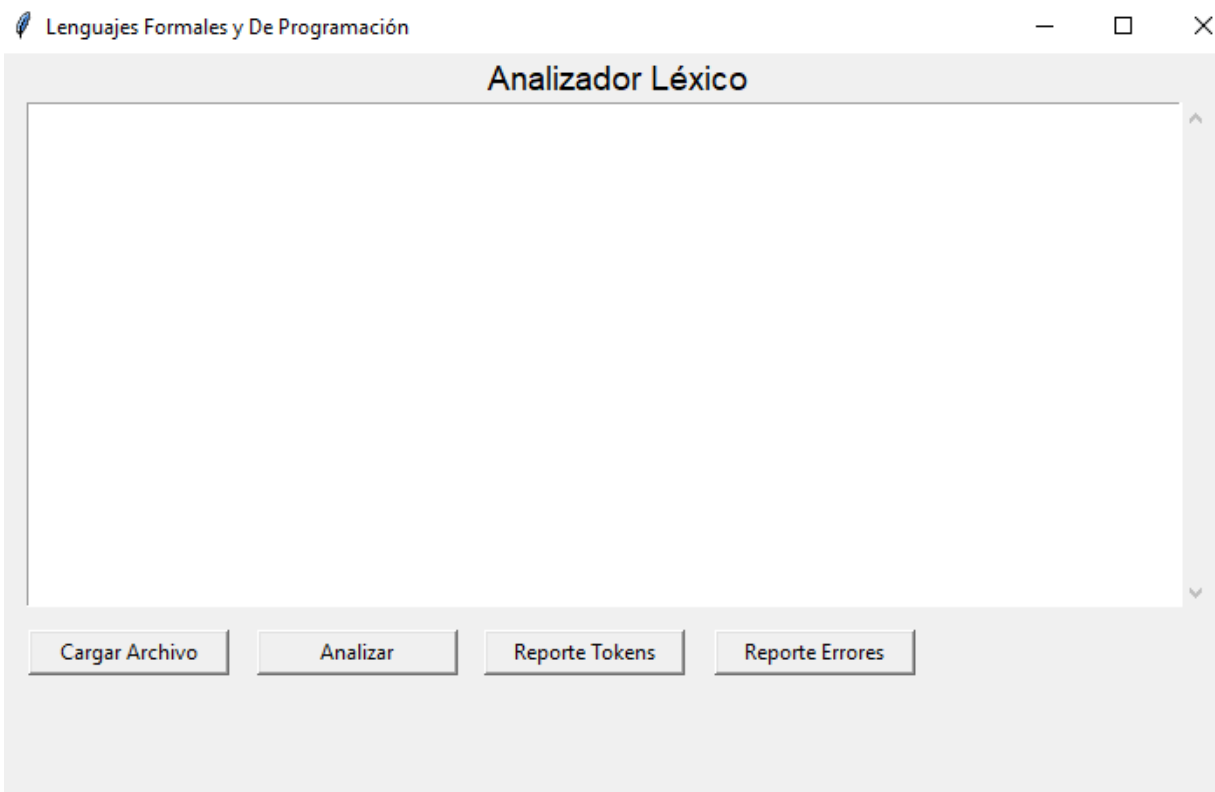 Lenguajes Formales y De Programación
Analizador Léxico
Cargar Archivo
Analizar
Reporte Tokens
Reporte Errores